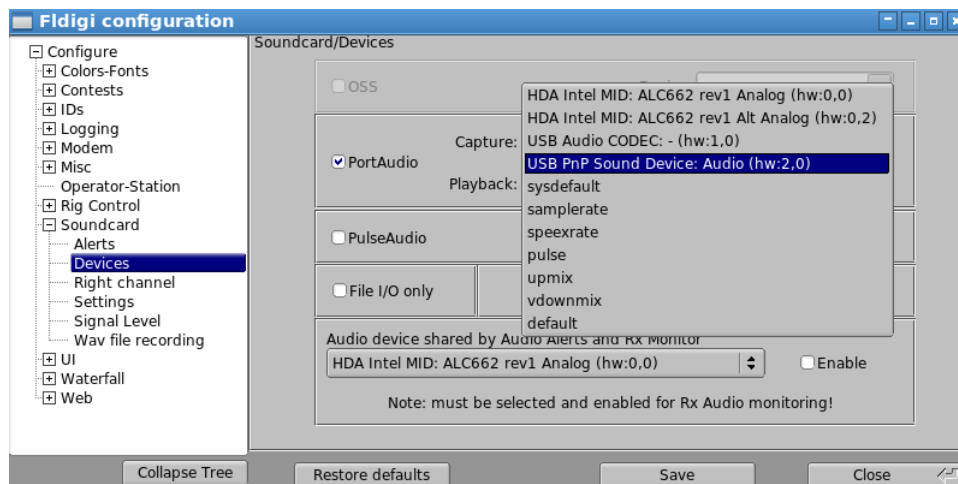 Fldigi configuration
Configure
Colors-Fonts
Contests
IDs
Logging
Modem
Misc
Operator-Station
Rig Control
Soundcard
Alerts
Devices
Right channel
Settings
Signal Level
Wav file recording
UI
Waterfall
Web
Collapse Tree
Soundcard/Devices
OSS
PortAudio
Capture:
Playback:
HDA Intel MID: ALC662 rev1 Analog (hw:0,0)
HDA Intel MID: ALC662 rev1 Alt Analog (hw:0,2)
USB Audio CODEC: - (hw:1,0)
USB PnP Sound Device: Audio (hw:2,0)
sysdefault
samplerate
speexrate
pulse
upmix
vdownmix
default
PulseAudio
File I/O only
Audio device shared by Audio Alerts and Rx Monitor
HDA Intel MID: ALC662 rev1 Analog (hw:0,0)
Enable
Note: must be selected and enabled for Rx Audio monitoring!
Restore defaults
Save
Close